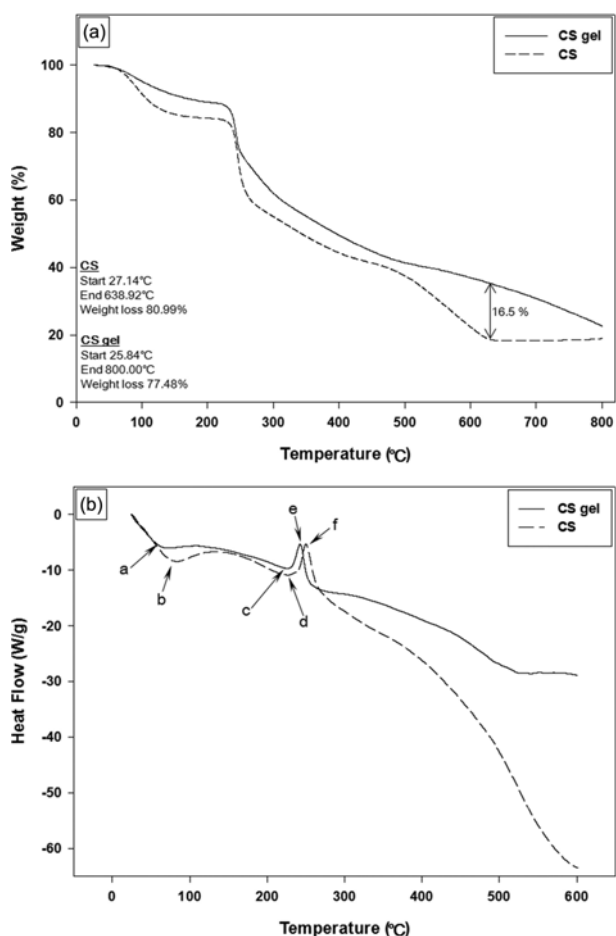 (a)
CS gel
CS
100
80
60
40
20
0
Weight (%)
CS
Start 27.14°C
End 638.92°C
Weight loss 80.99%
CS gel
Start 25.84°C
End 800.00°C
Weight loss 77.48%
16.5 %
0 100 200 300 400 500 600 700 800
Temperature (°C)
(b)
CS gel
CS
0
-10
-20
-30
-40
-50
-60
Heat Flow (W/g)
a
b
c
d
e
f
0 100 200 300 400 500 600
Temperature (°C)